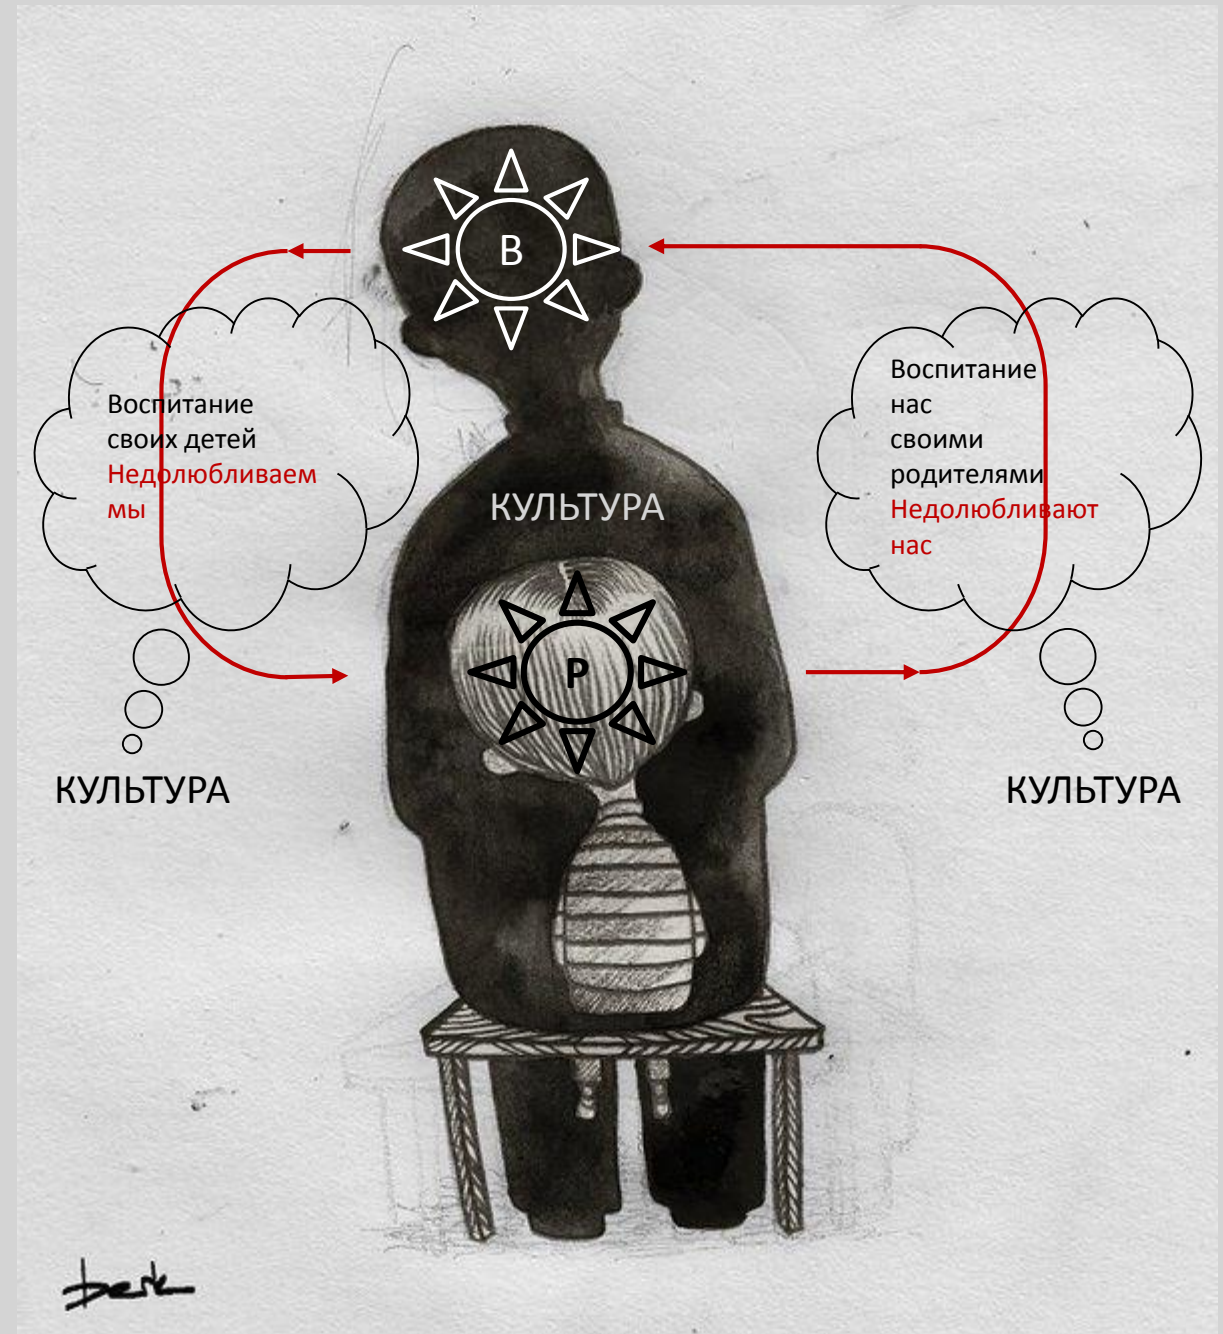 В
Воспитание
своих детей
Недолюбливаем
мы
Воспитание
нас
своими
родителями
Недолюбливают
нас
КУЛЬТУРА
Р
КУЛЬТУРА
КУЛЬТУРА